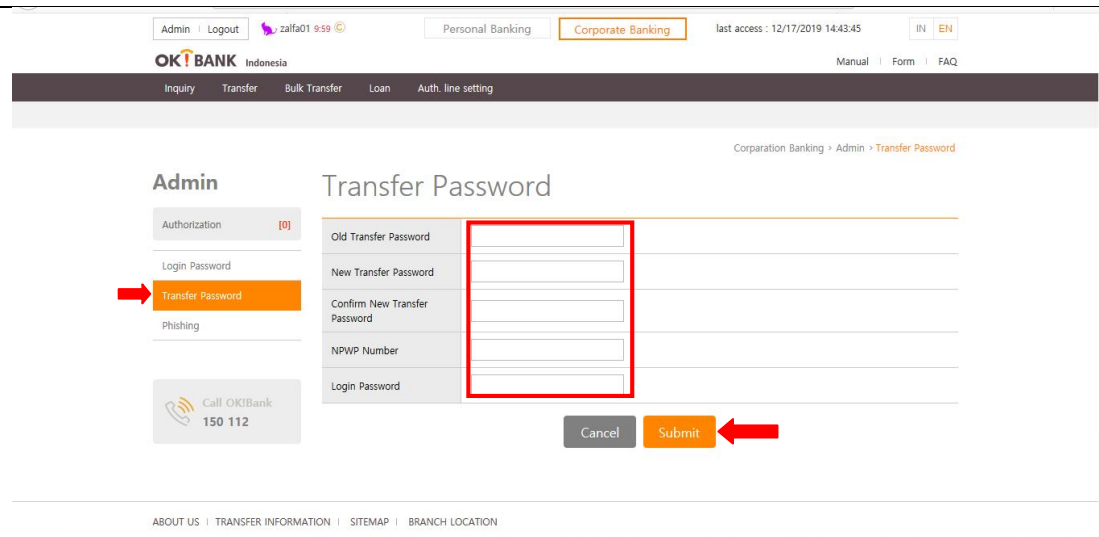 Admin | Logout zalfa01 9:59 Personal Banking Corporate Banking last access : 12/17/2019 14:43:45 IN EN
OK!BANK Indonesia Manual | Form | FAQ
Inquiry Transfer Bulk Transfer Loan Auth. line setting
Corparation Banking > Admin > Transfer Password
Admin
Transfer Password
Authorization [0]
Login Password
Transfer Password
Phishing
Call OK!Bank
150 112
Old Transfer Password
New Transfer Password
Confirm New Transfer
Password
NPWP Number
Login Password
Cancel Submit
ABOUT US | TRANSFER INFORMATION | SITEMAP | BRANCH LOCATION